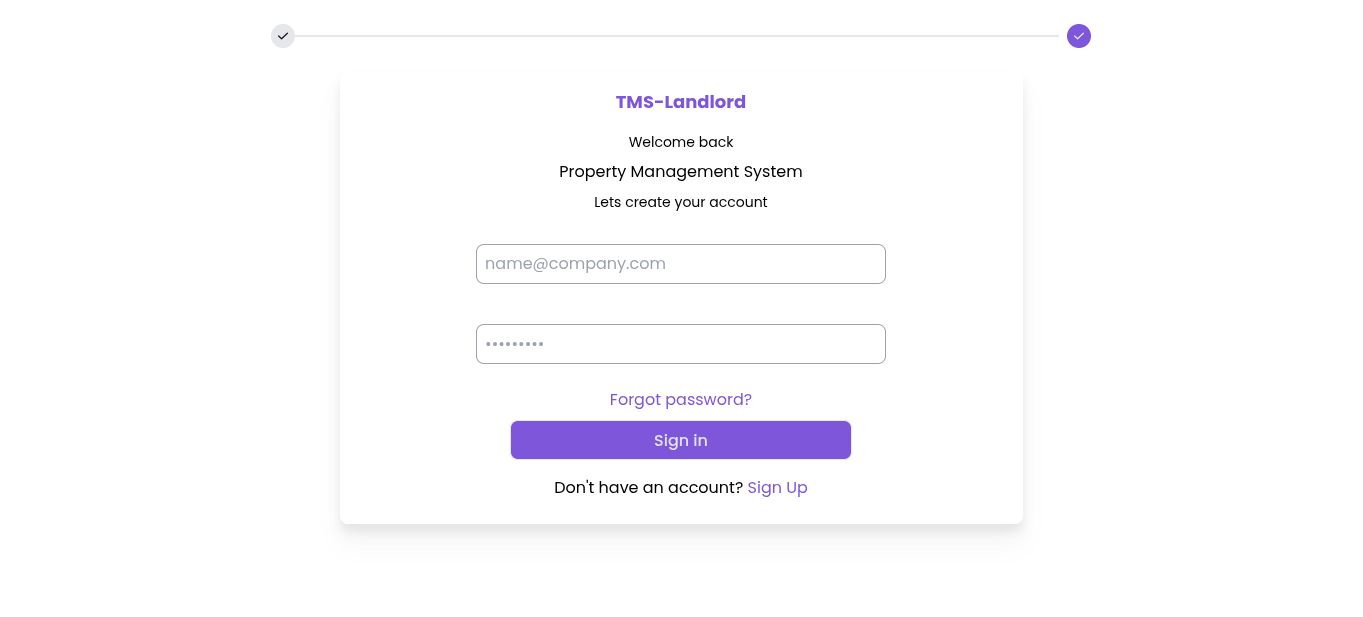 TMS-Landlord
Welcome back
Property Management System
Lets create your account
name@company.com
•••••••••
Forgot password?
Sign in
Don't have an account? Sign Up